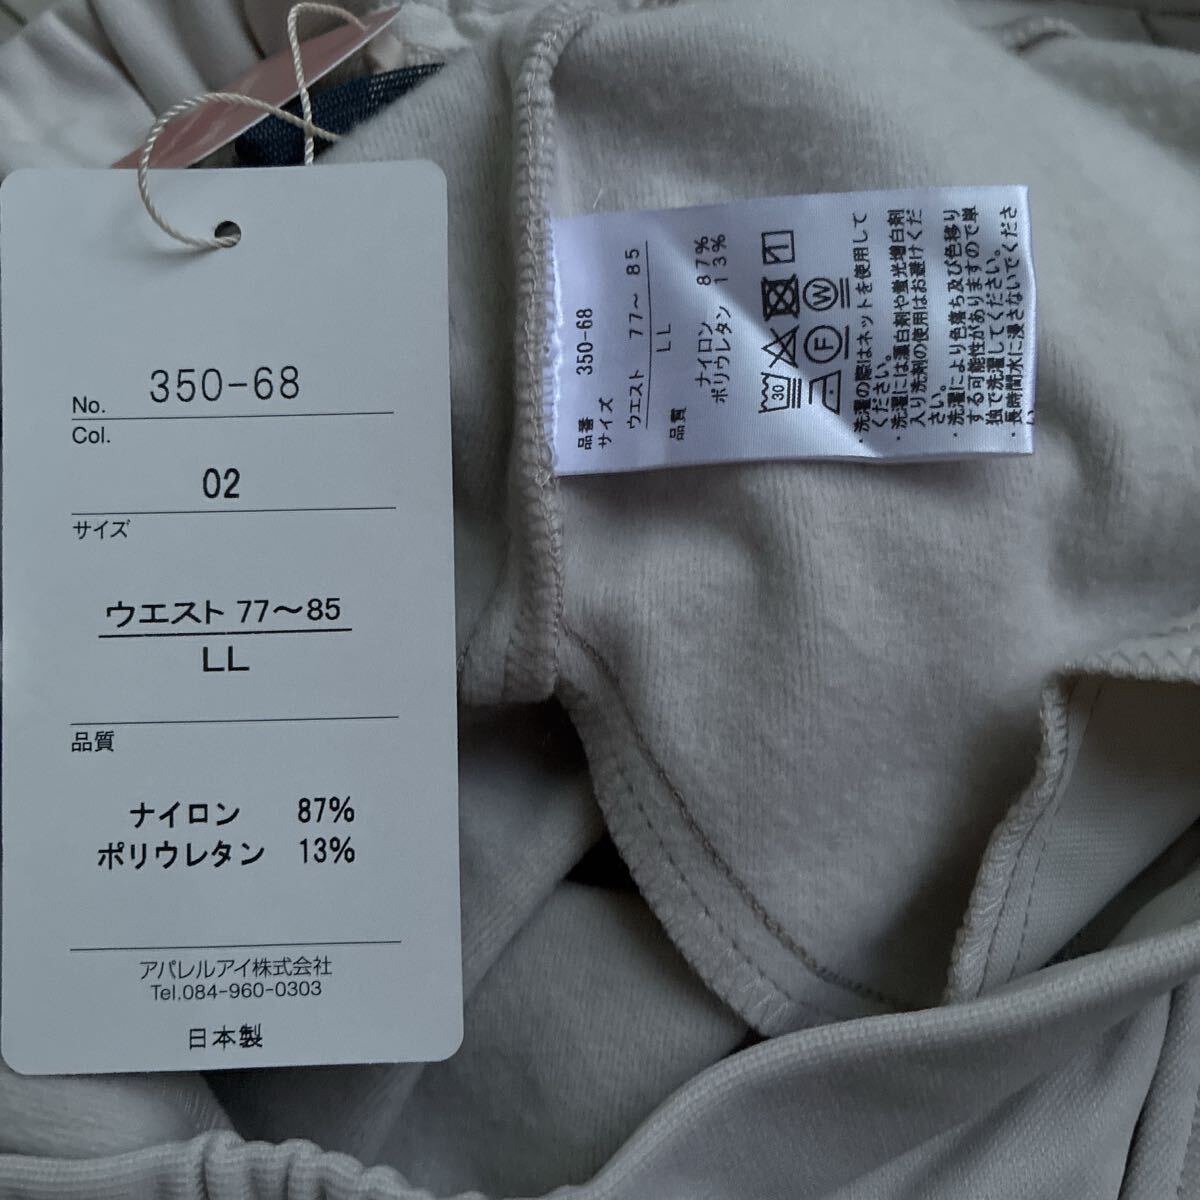 No. 350-68
Col.
02
サイズ
ウエスト 77〜85
LL
品質
ナイロン 87%
ポリウレタン 13%
アパレルアイ株式会社
Tel.084-960-0303
日本製
品番 350-68
サイズ
ウエスト 77〜 85
LL
品質
ナイロン 87%
ポリウレタン 13%
30
F
W
・洗濯の際はネットを使用して
ください。
・洗濯には漂白剤や蛍光増白剤
入り洗剤の使用はお避けくだ
さい。
・洗濯により色落ち及び色移り
する可能性がありますので単
独で洗濯してください。
・長時間水に浸さないでくださ
い